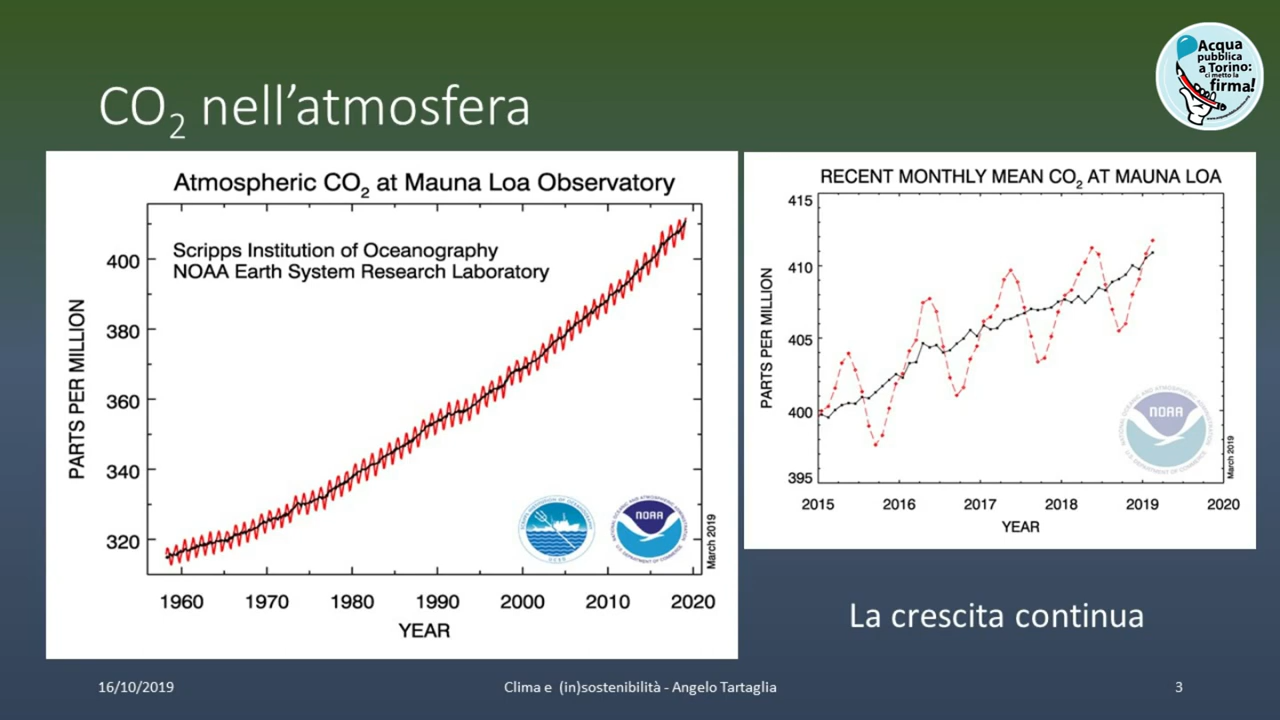 Acqua
pubblica
a Torino:
ci metto la
firma!
CO2 nell'atmosfera
Atmospheric CO2 at Mauna Loa Observatory
Scripps Institution of Oceanography
NOAA Earth System Research Laboratory
PARTS PER MILLION
400
380
360
340
320
1960 1970 1980 1990 2000 2010 2020
YEAR
NOAA
March 2019
RECENT MONTHLY MEAN CO2 AT MAUNA LOA
PARTS PER MILLION
415
410
405
400
395
2015 2016 2017 2018 2019 2020
YEAR
NOAA
March 2019
La crescita continua
16/10/2019
Clima e (in)sostenibilità - Angelo Tartaglia
3